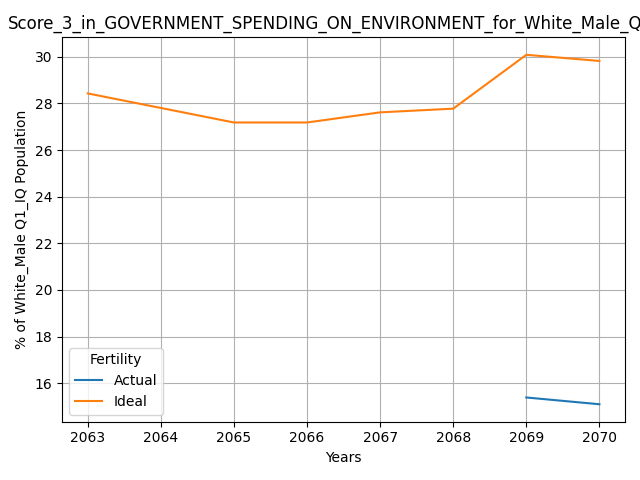 Score_3_in_GOVERNMENT_SPENDING_ON_ENVIRONMENT_for_White_Male_Q
% of White_Male Q1_IQ Population
30
28
26
24
22
20
18
16
Fertility
Actual
Ideal
2063 2064 2065 2066 2067 2068 2069 2070
Years